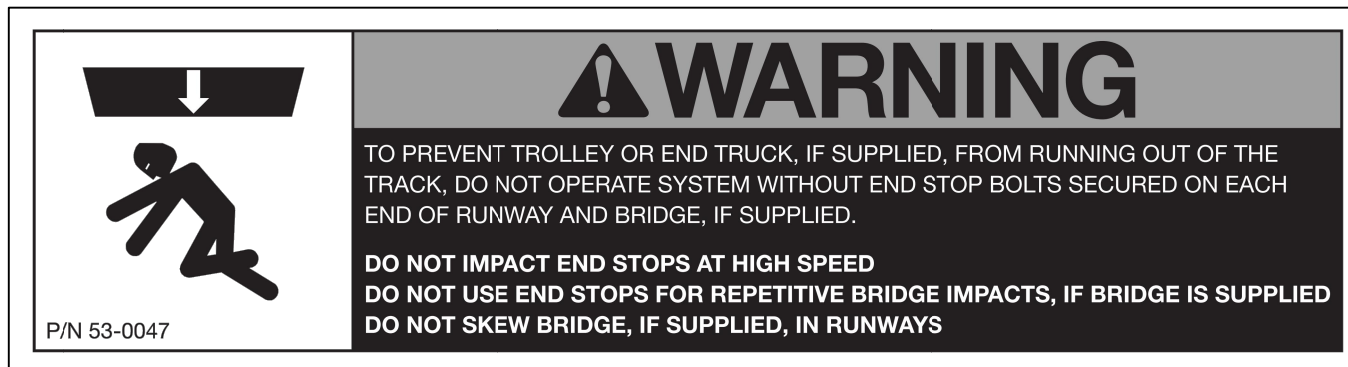 WARNING
TO PREVENT TROLLEY OR END TRUCK, IF SUPPLIED, FROM RUNNING OUT OF THE
TRACK, DO NOT OPERATE SYSTEM WITHOUT END STOP BOLTS SECURED ON EACH
END OF RUNWAY AND BRIDGE, IF SUPPLIED.
DO NOT IMPACT END STOPS AT HIGH SPEED
DO NOT USE END STOPS FOR REPETITIVE BRIDGE IMPACTS, IF BRIDGE IS SUPPLIED
DO NOT SKEW BRIDGE, IF SUPPLIED, IN RUNWAYS
P/N 53-0047